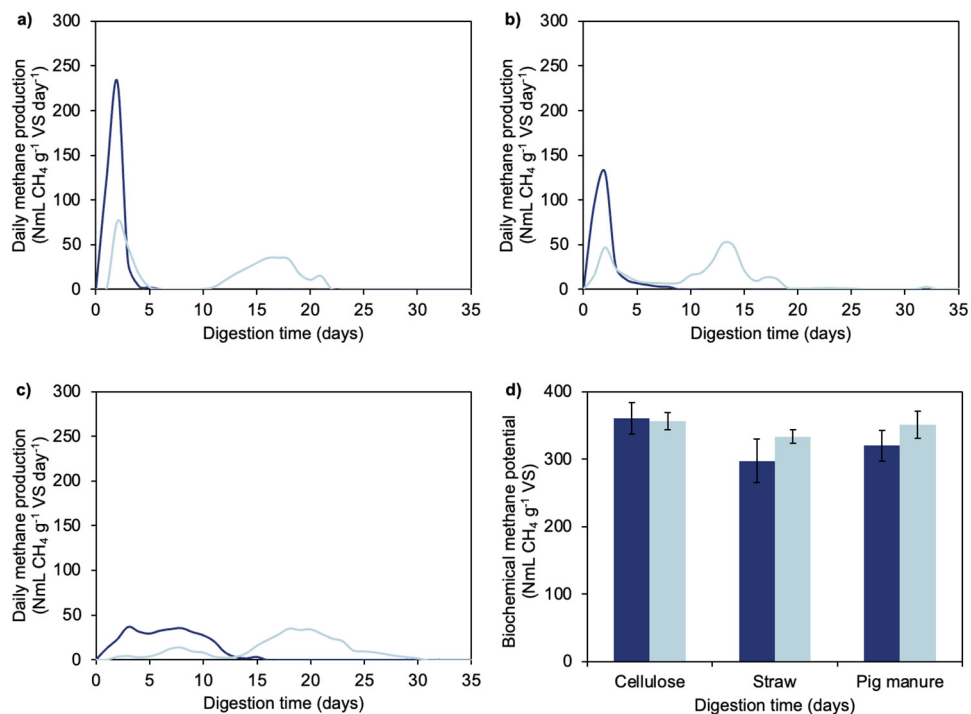 a)
Daily methane production
(NmL CH₄ g⁻¹ VS day⁻¹)
300
250
200
150
100
50
0
0 5 10 15 20 25 30 35
Digestion time (days)
b)
Daily methane production
(NmL CH₄ g⁻¹ VS day⁻¹)
300
250
200
150
100
50
0
0 5 10 15 20 25 30 35
Digestion time (days)
c)
Daily methane production
(NmL CH₄ g⁻¹ VS day⁻¹)
300
250
200
150
100
50
0
0 5 10 15 20 25 30 35
Digestion time (days)
d)
Biochemical methane potential
(NmL CH₄ g⁻¹ VS)
400
300
200
100
0
Cellulose Straw Pig manure
Digestion time (days)